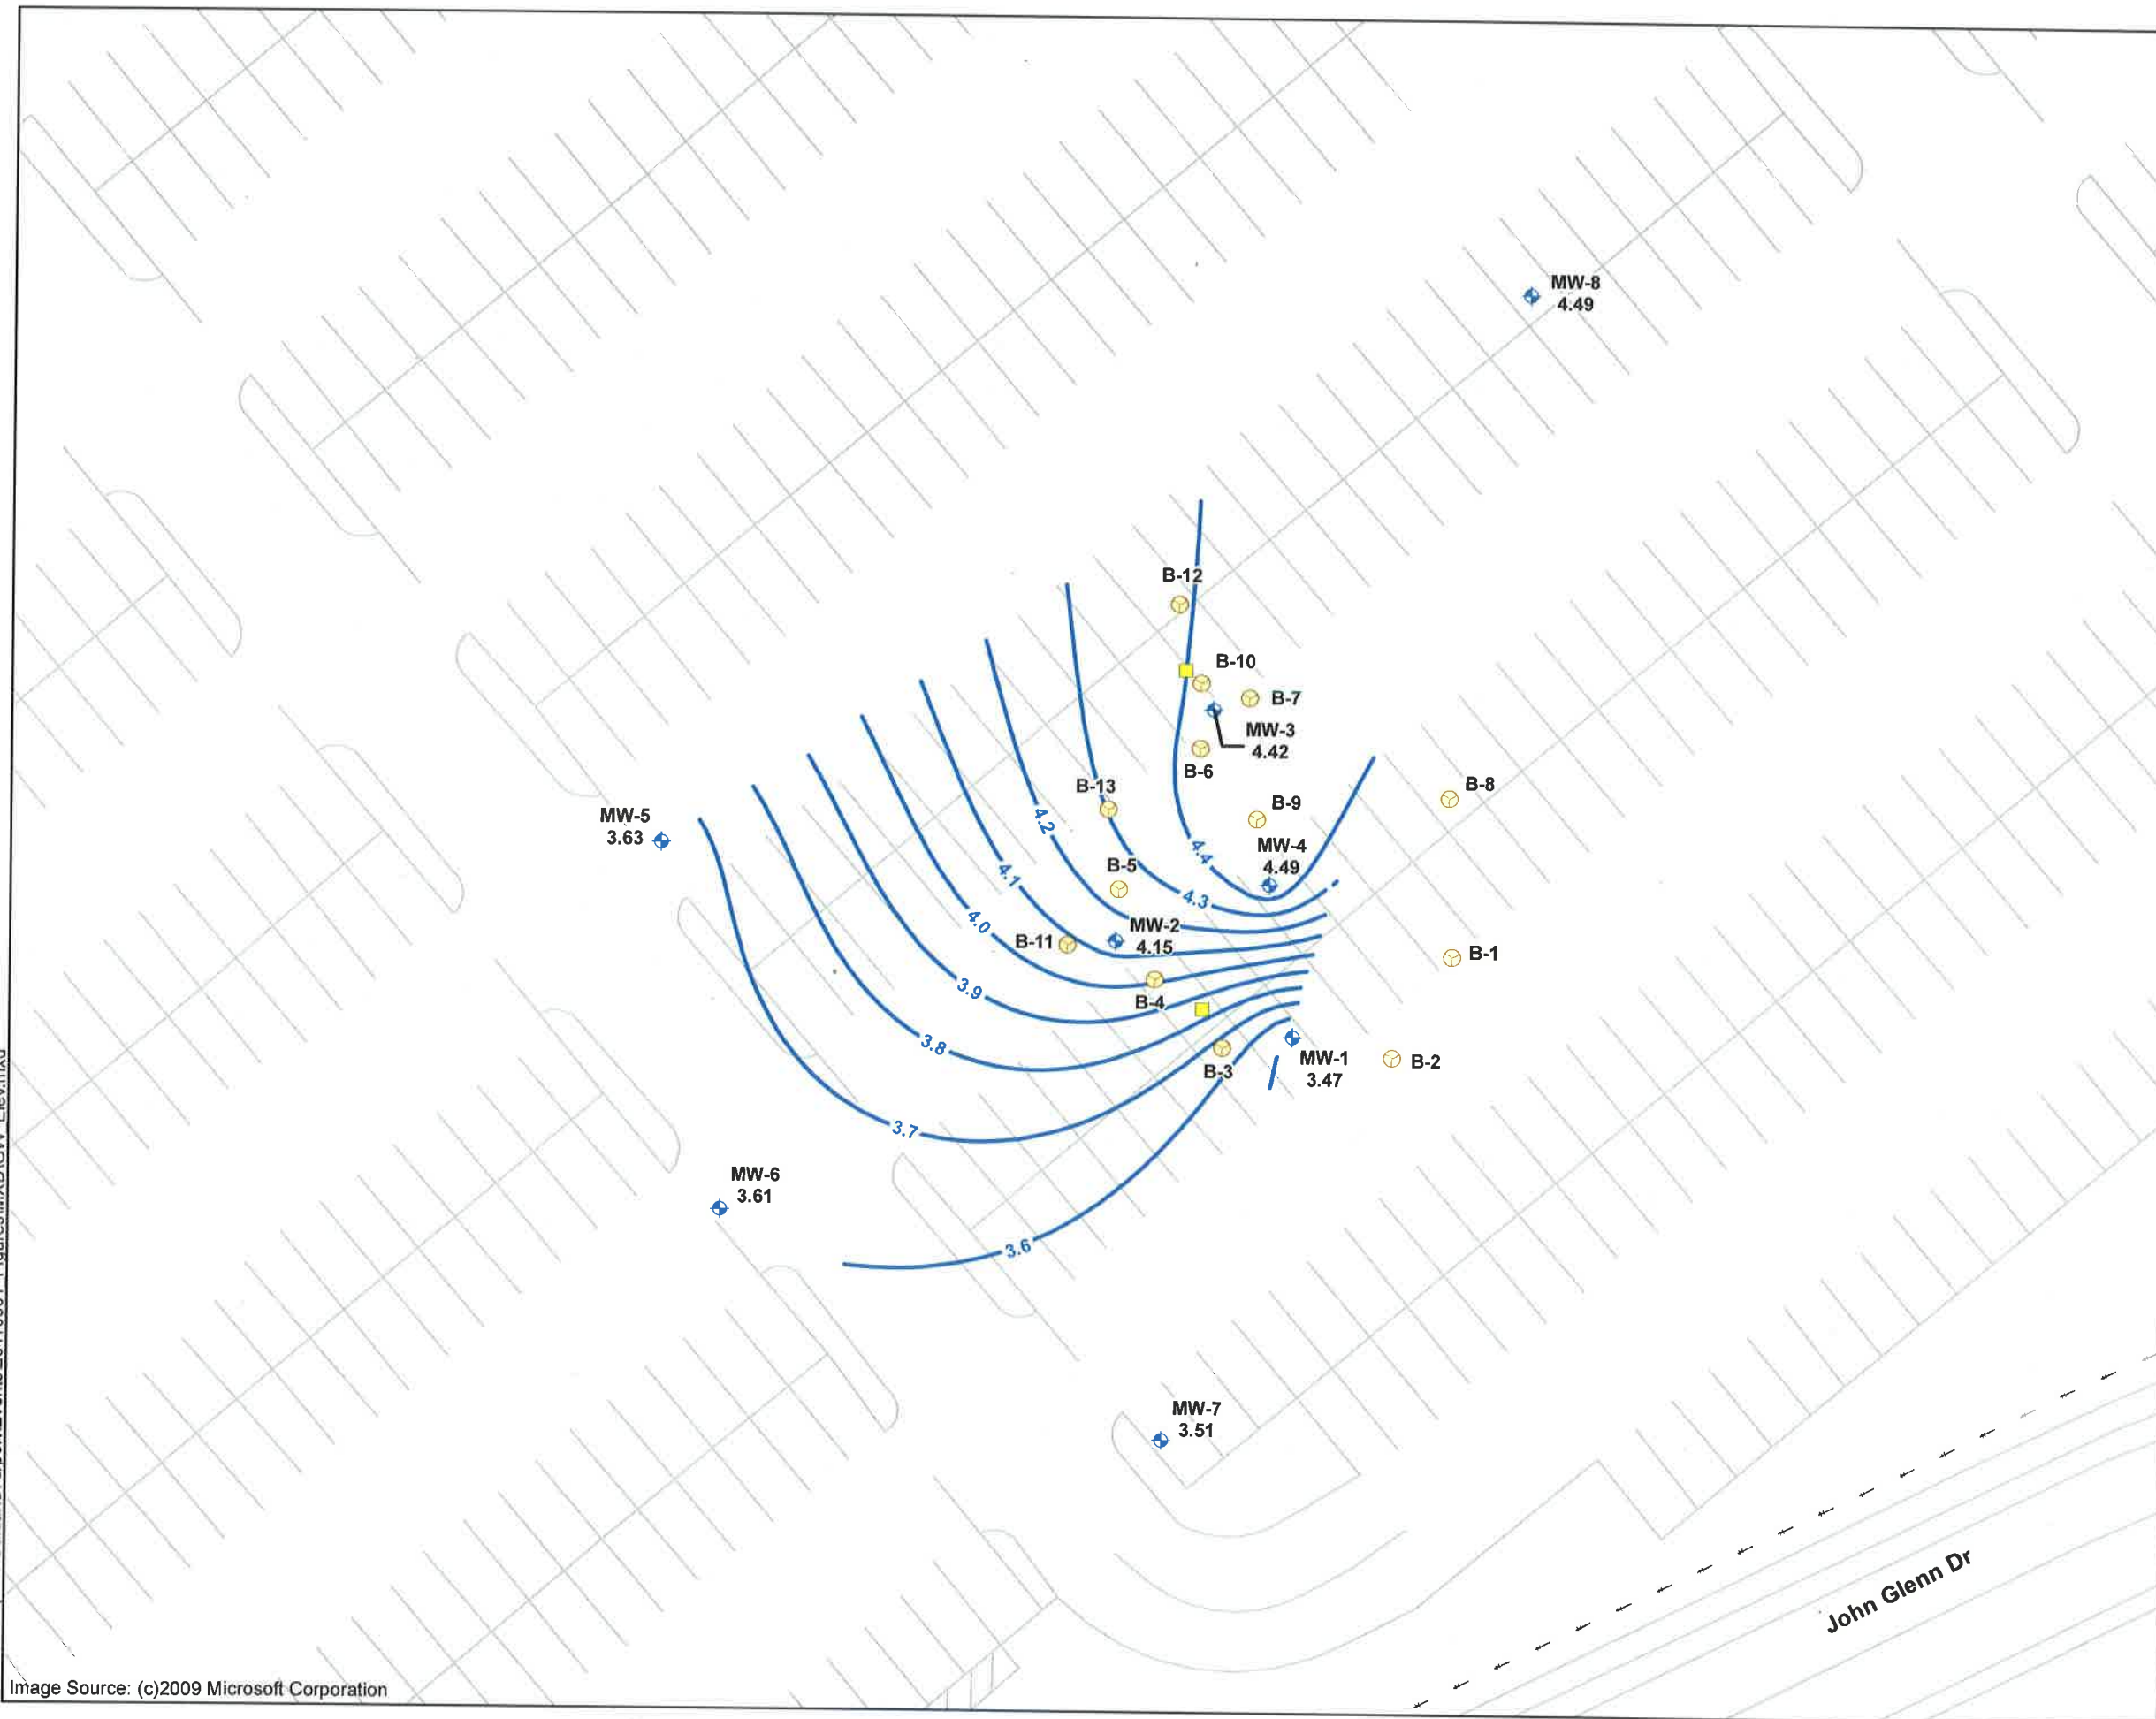 MW-8
4.49
B-12
B-10
B-7
MW-3
4.42
B-6
B-13
B-8
B-9
MW-5
3.63
4.2
4.4
MW-4
4.49
B-5
4.1
4.3
4.0
MW-2
4.15
B-11
B-1
3.9
B-4
3.8
MW-1
3.47
B-2
B-3
3.7
MW-6
3.61
3.6
MW-7
3.51
John Glenn Dr
Image Source: (c)2009 Microsoft Corporation